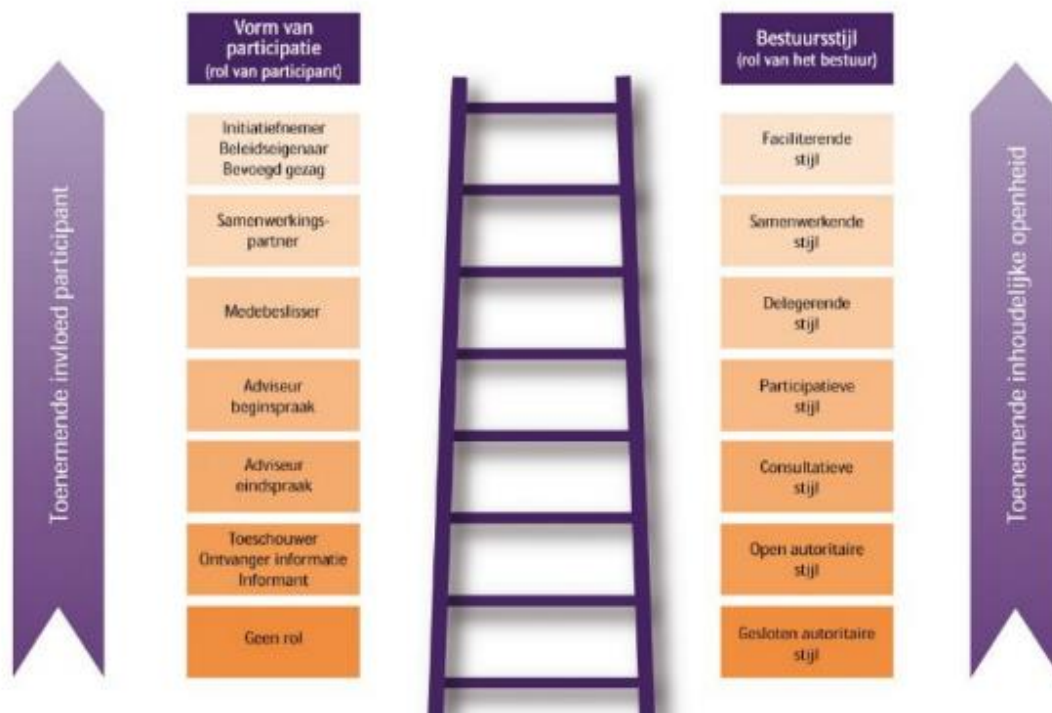 Vorm van
participatie
(rol van participant)
Bestuursstijl
(rol van het bestuur)
Toenemende invloed participant
Initiatiefnemer
Beleidseigenaar
Bevoegd gezag
Faciliterende
stijl
Samenwerkings-
partner
Samenwerkende
stijl
Medebeslisser
Delegerende
stijl
Adviseur
beginspraak
Participatieve
stijl
Adviseur
eindspraak
Consultatieve
stijl
Toeschouwer
Ontvanger informatie
Informant
Open autoritaire
stijl
Geen rol
Gesloten autoritaire
stijl
Toenemende inhoudelijke openheid